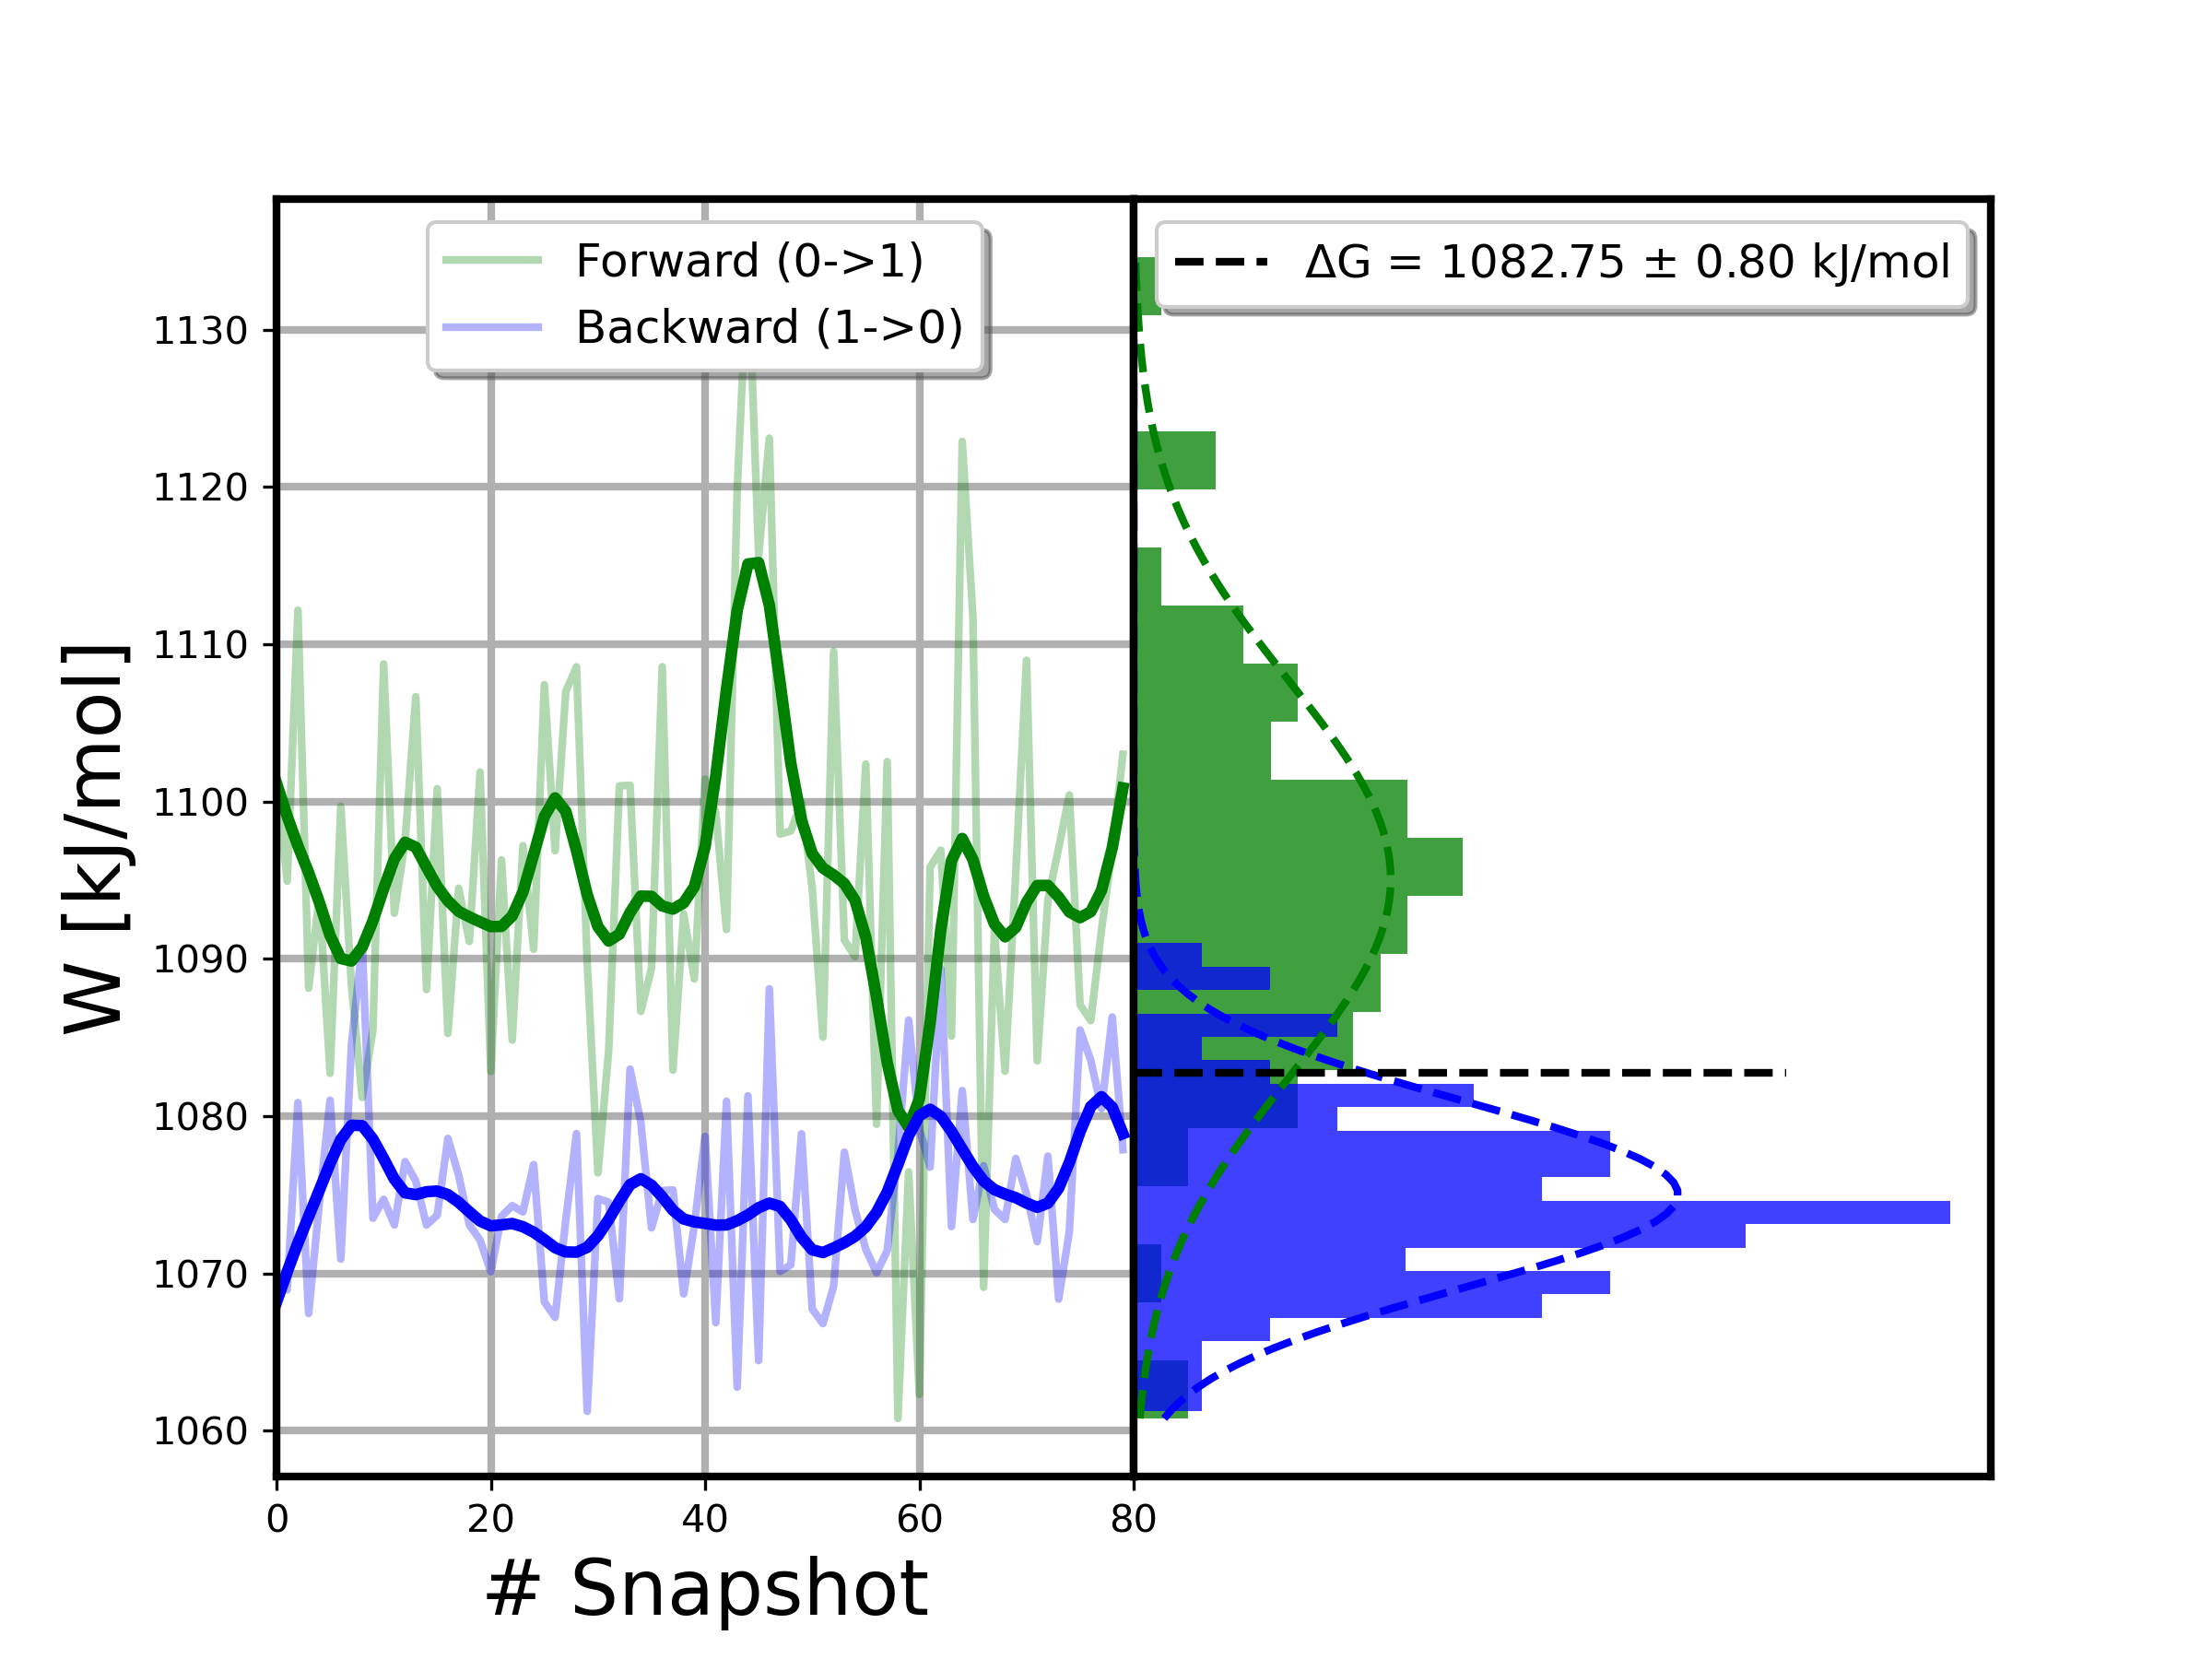 Forward (0->1)
Backward (1->0)
ΔG = 1082.75 ± 0.80 kJ/mol
W [kJ/mol]
1130
1120
1110
1100
1090
1080
1070
1060
0 20 40 60 80
# Snapshot